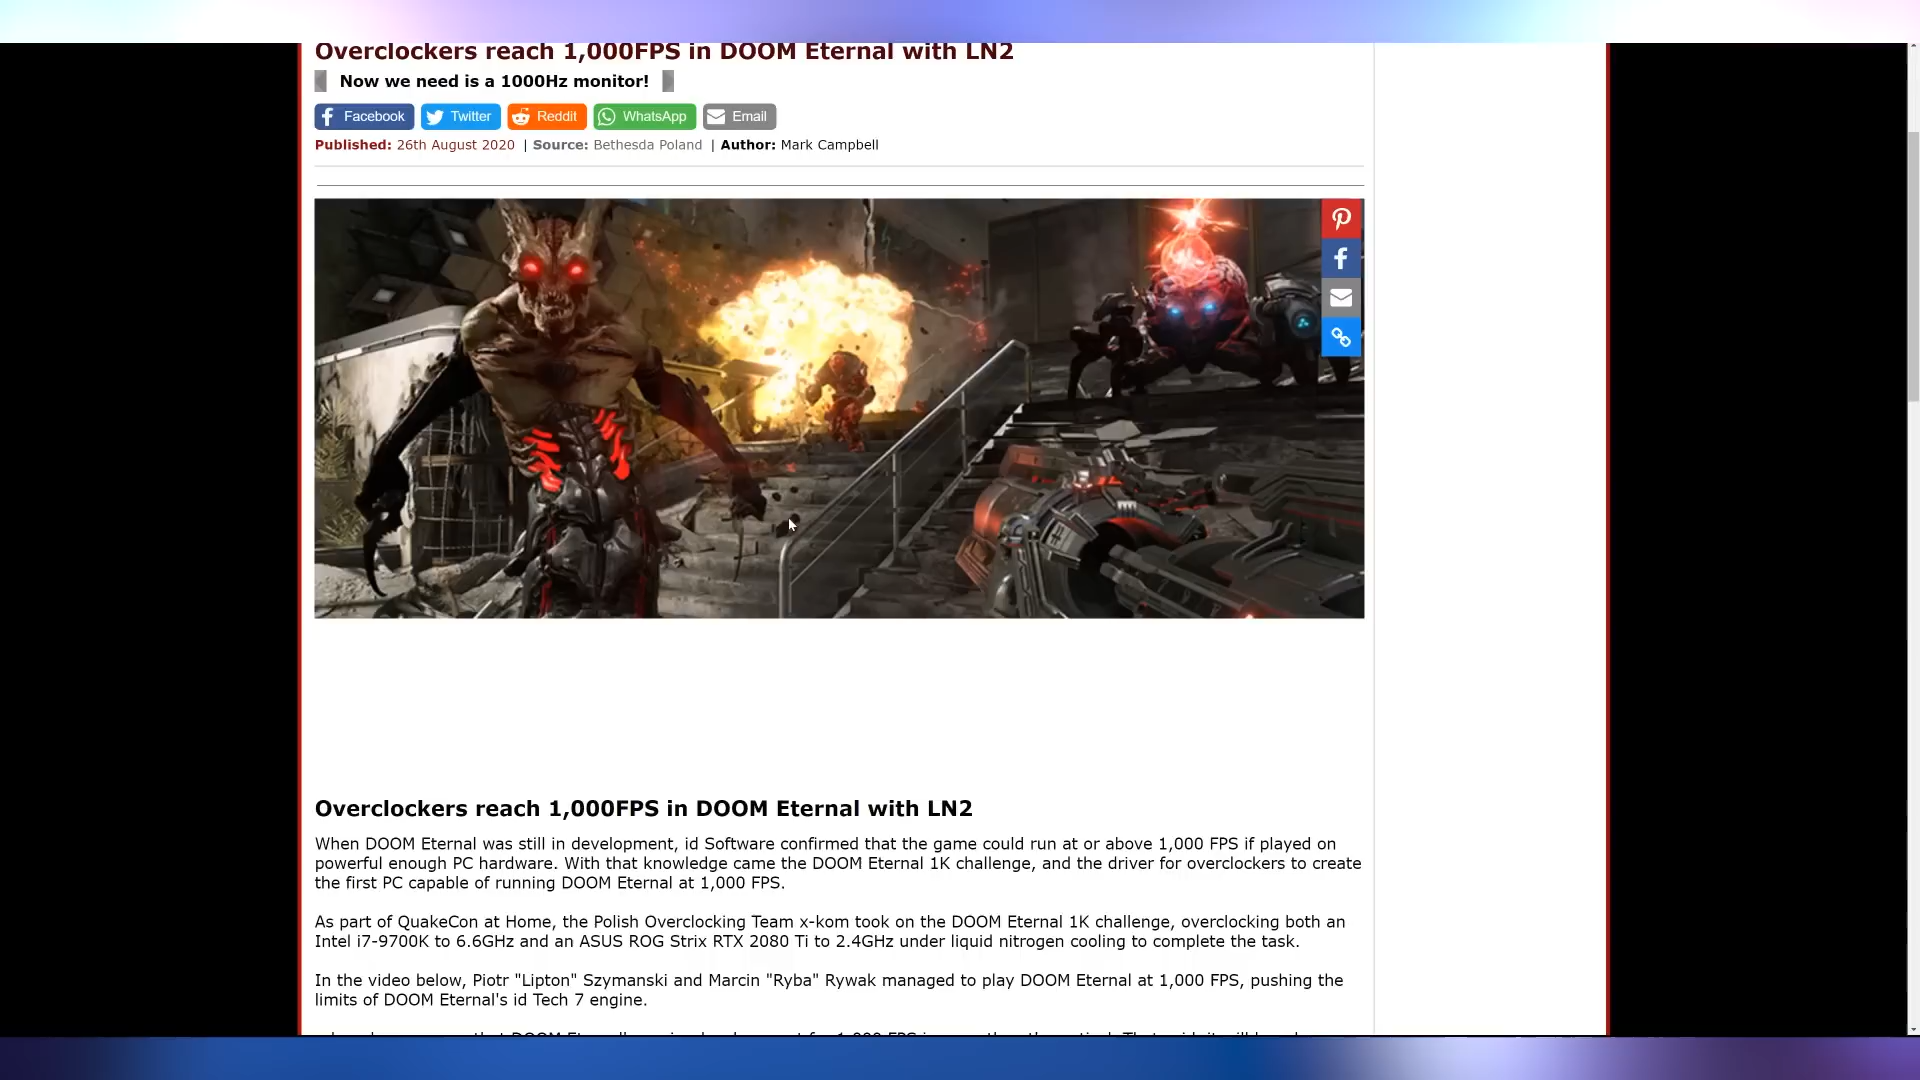 Overclockers reach 1,000FPS in DOOM Eternal with LN2
Now we need is a 1000Hz monitor!
Facebook Twitter Reddit WhatsApp Email
Published: 26th August 2020 | Source: Bethesda Poland | Author: Mark Campbell
Overclockers reach 1,000FPS in DOOM Eternal with LN2
When DOOM Eternal was still in development, id Software confirmed that the game could run at or above 1,000 FPS if played on
powerful enough PC hardware. With that knowledge came the DOOM Eternal 1K challenge, and the driver for overclockers to create
the first PC capable of running DOOM Eternal at 1,000 FPS.
As part of QuakeCon at Home, the Polish Overclocking Team x-kom took on the DOOM Eternal 1K challenge, overclocking both an
Intel i7-9700K to 6.6GHz and an ASUS ROG Strix RTX 2080 Ti to 2.4GHz under liquid nitrogen cooling to complete the task.
In the video below, Piotr "Lipton" Szymanski and Marcin "Ryba" Rywak managed to play DOOM Eternal at 1,000 FPS, pushing the
limits of DOOM Eternal's id Tech 7 engine.